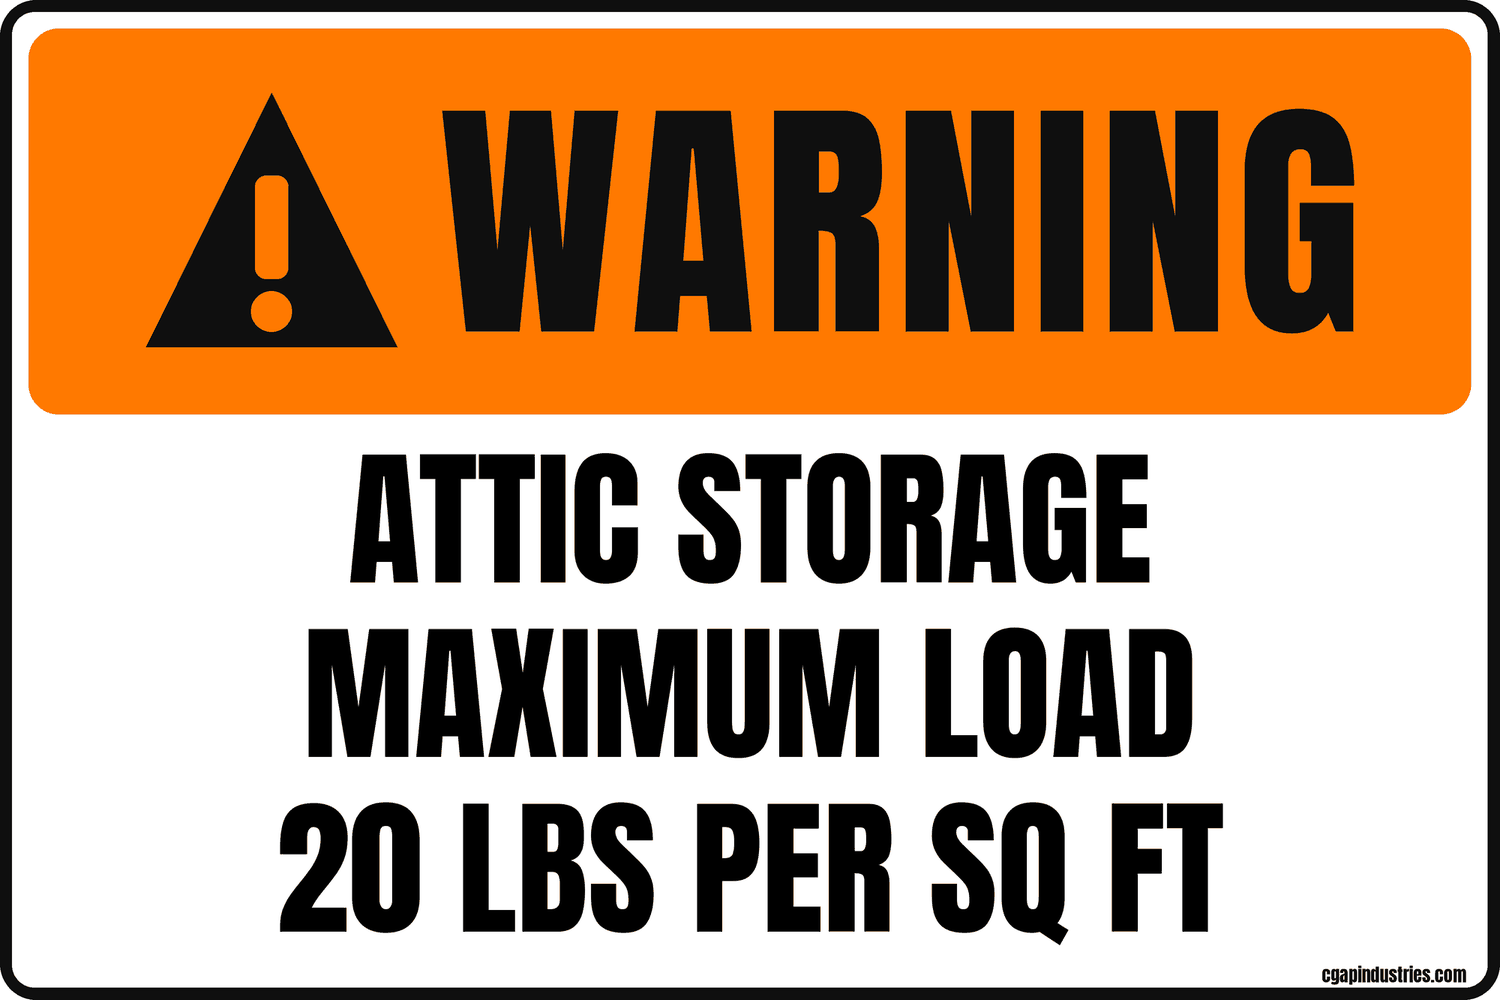 WARNING
ATTIC STORAGE
MAXIMUM LOAD
20 LBS PER SQ FT
cgapindustries.com